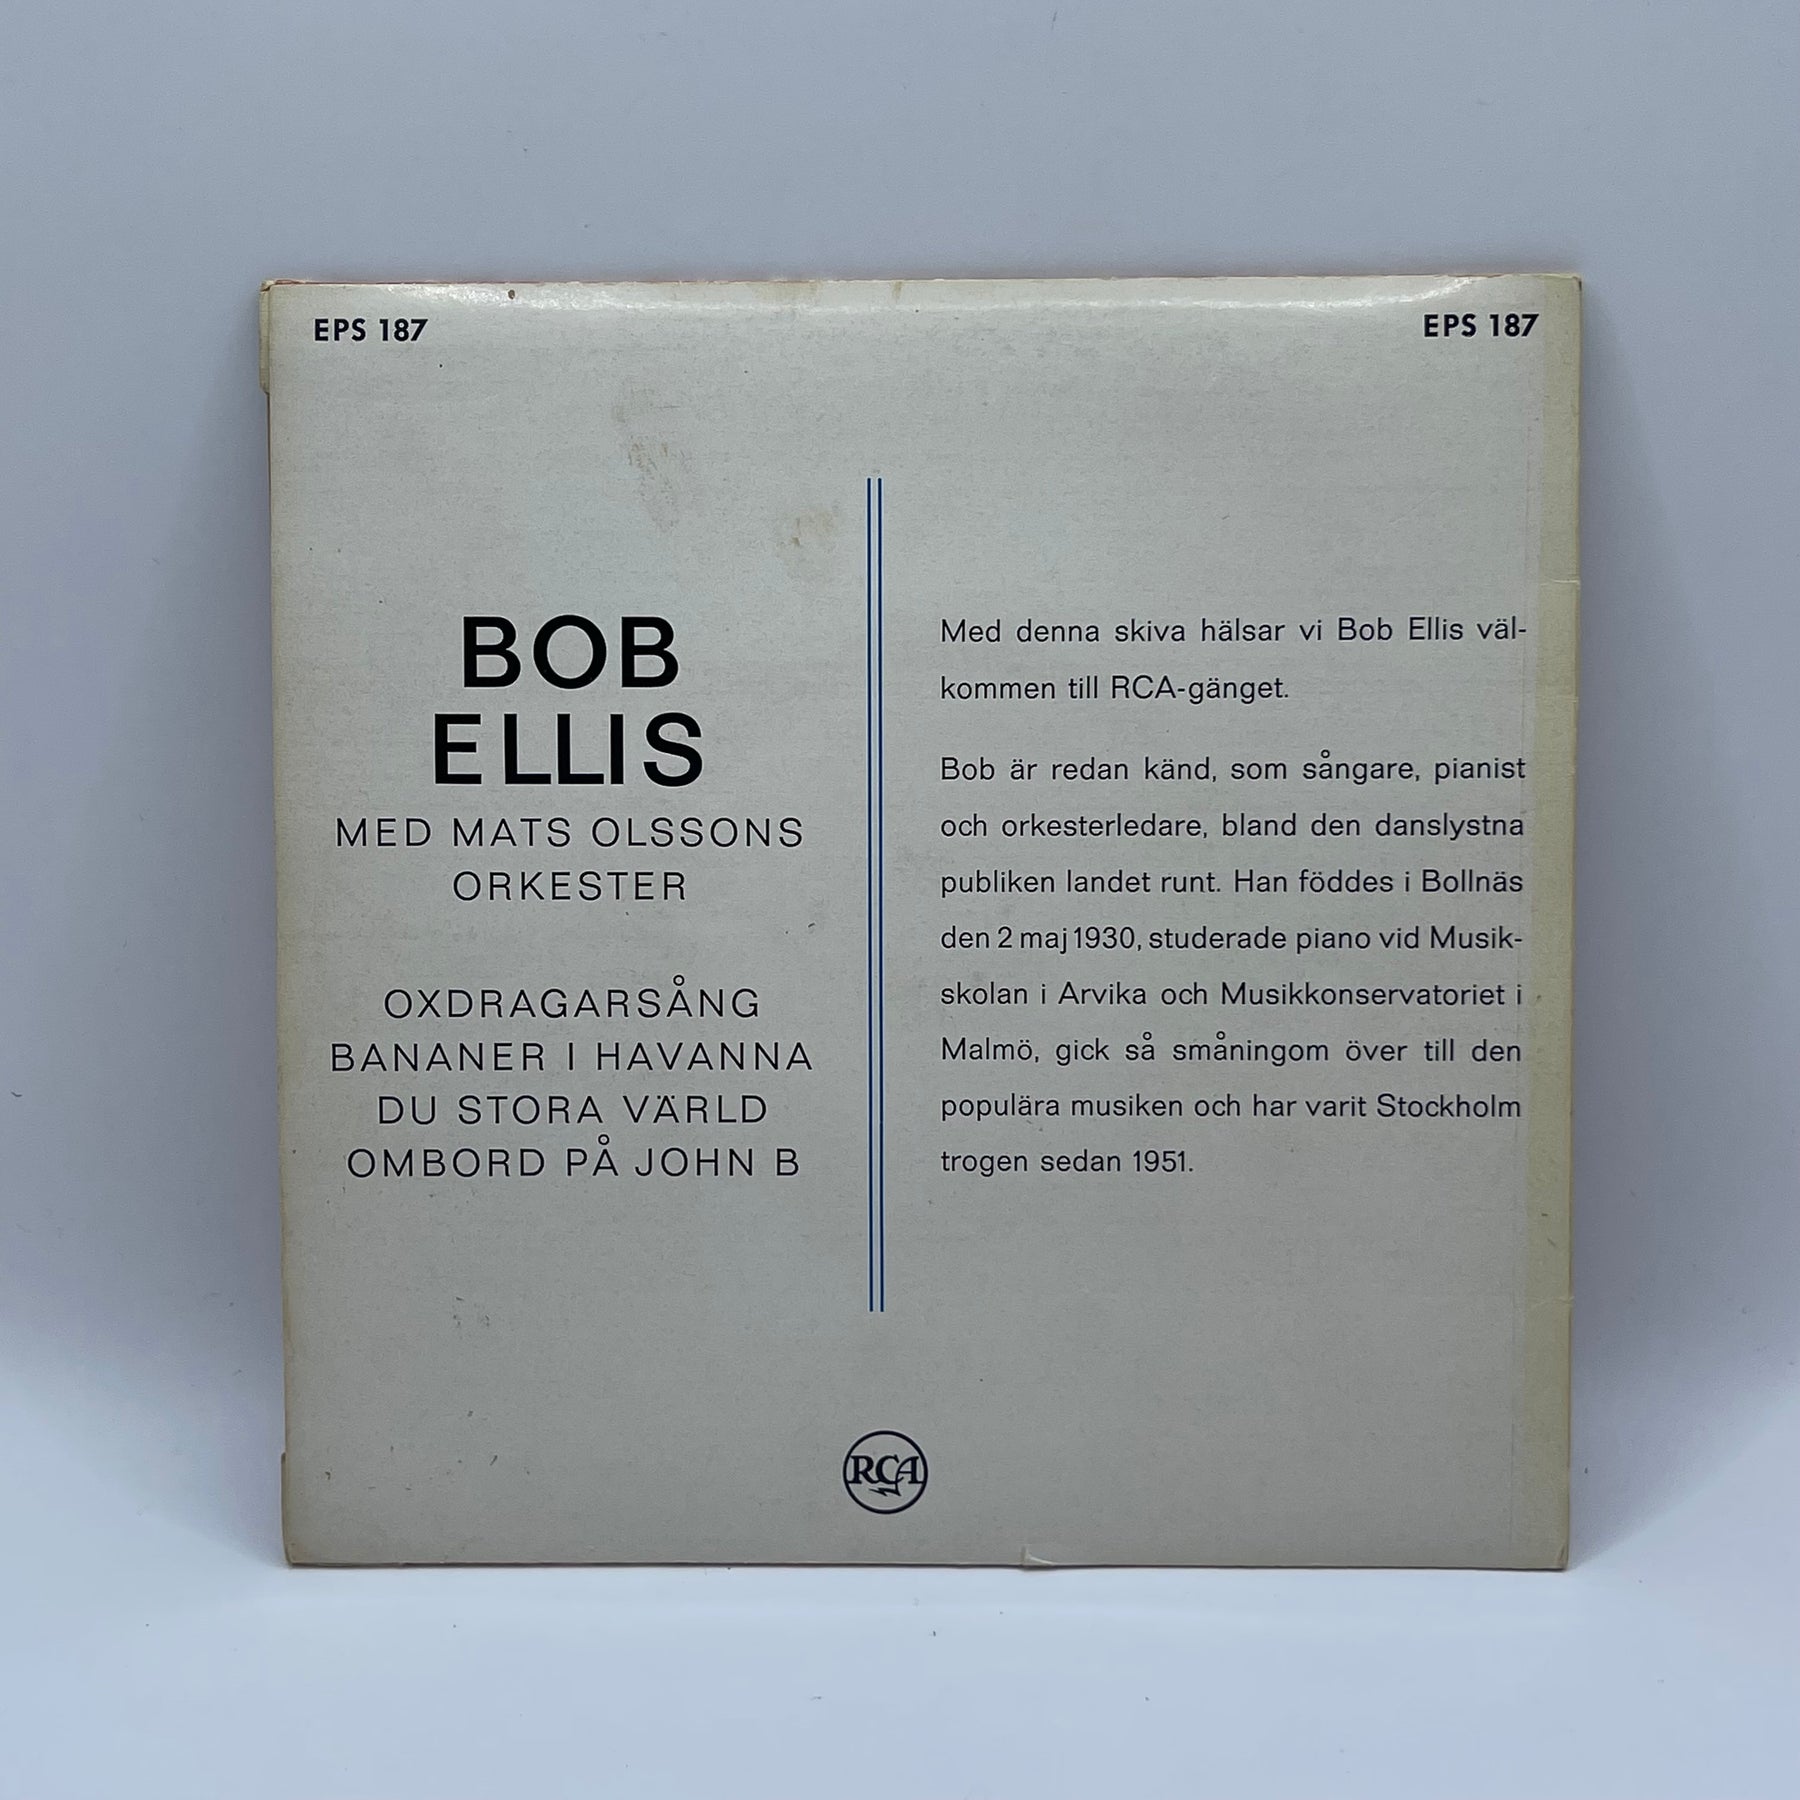 EPS 187
EPS 187
BOB
ELLIS
MED MATS OLSSONS
ORKESTER
OXDRAGARSÅNG
BANANER I HAVANNA
DU STORA VÄRLD
OMBORD PÅ JOHN B
Med denna skiva hälsar vi Bob Ellis väl-
kommen till RCA-gänget.
Bob är redan känd, som sångare, pianist
och orkesterledare, bland den danslystna
publiken landet runt. Han föddes i Bollnäs
den 2 maj 1930, studerade piano vid Musik-
skolan i Arvika och Musikkonservatoriet i
Malmö, gick så småningom över till den
populära musiken och har varit Stockholm
trogen sedan 1951.
RCA